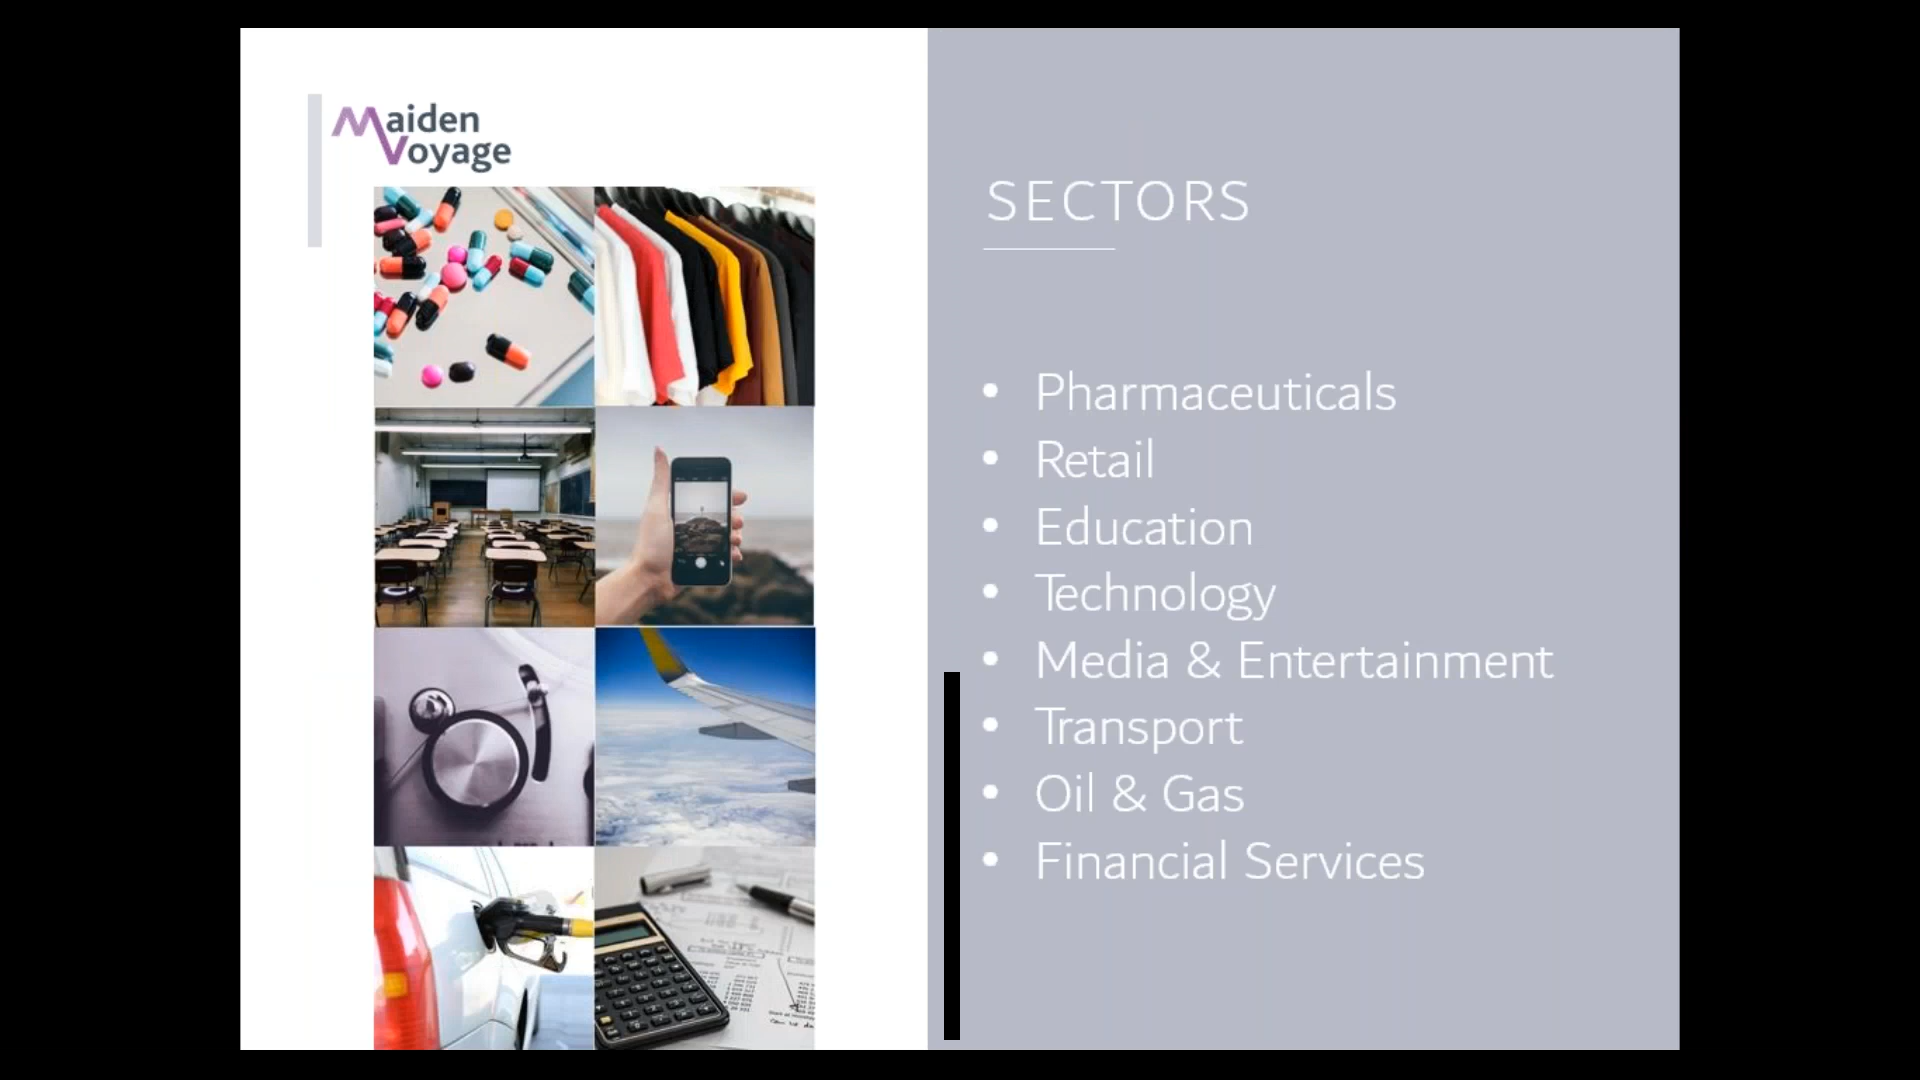 Maiden
Voyage
SECTORS
• Pharmaceuticals
• Retail
• Education
• Technology
• Media & Entertainment
• Transport
• Oil & Gas
• Financial Services